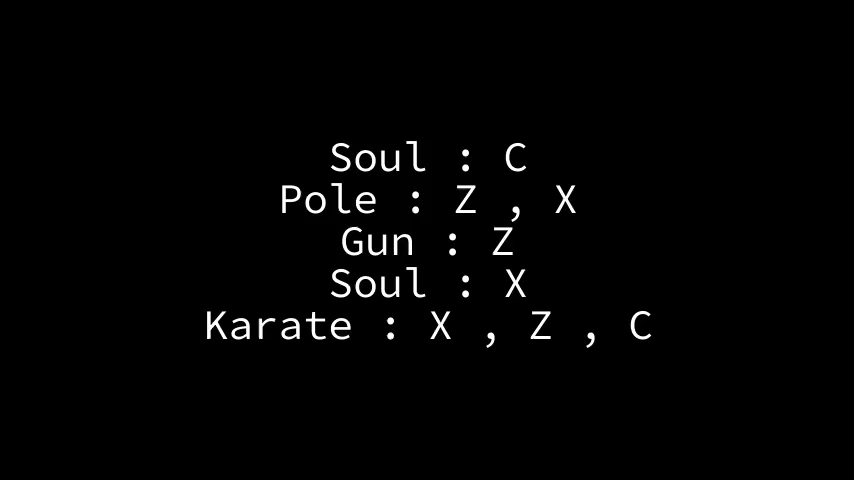 Soul : C
Pole : Z , X
Gun : Z
Soul : X
Karate : X , Z , C